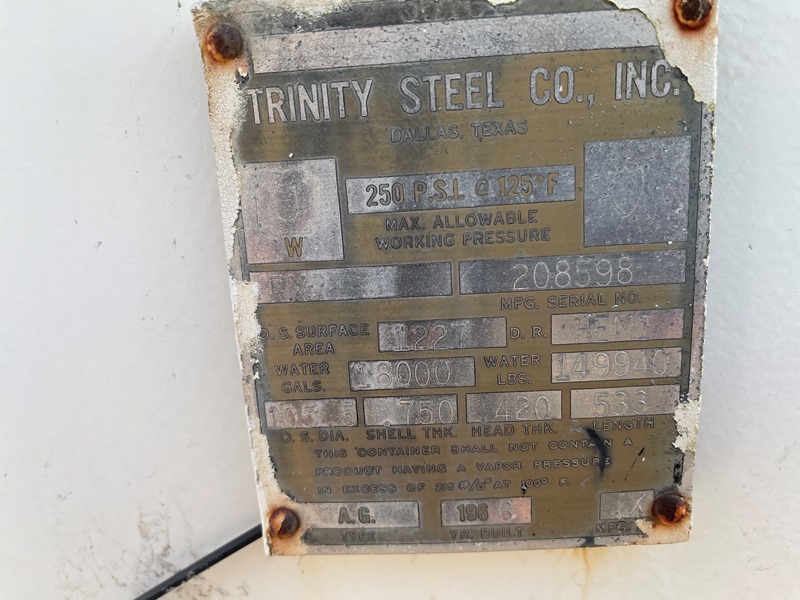 TRINITY STEEL CO., INC.
DALLAS, TEXAS
W
250 P.S.I. @ 125°F
U
MAX. ALLOWABLE
WORKING PRESSURE
208598
MFG. SERIAL NO.
O. S. SURFACE AREA 1227 D. R. HEMI
WATER GALS. 18000 WATER LBS. 149940
105.5 .750 .420 533
O. S. DIA. SHELL THK. HEAD THK. LENGTH
THIS CONTAINER SHALL NOT CONTAIN A
PRODUCT HAVING A VAPOR PRESSURE
IN EXCESS OF 215 #/□" AT 100° F.
A.G. 1966
TYPE YR. BUILT MFG.